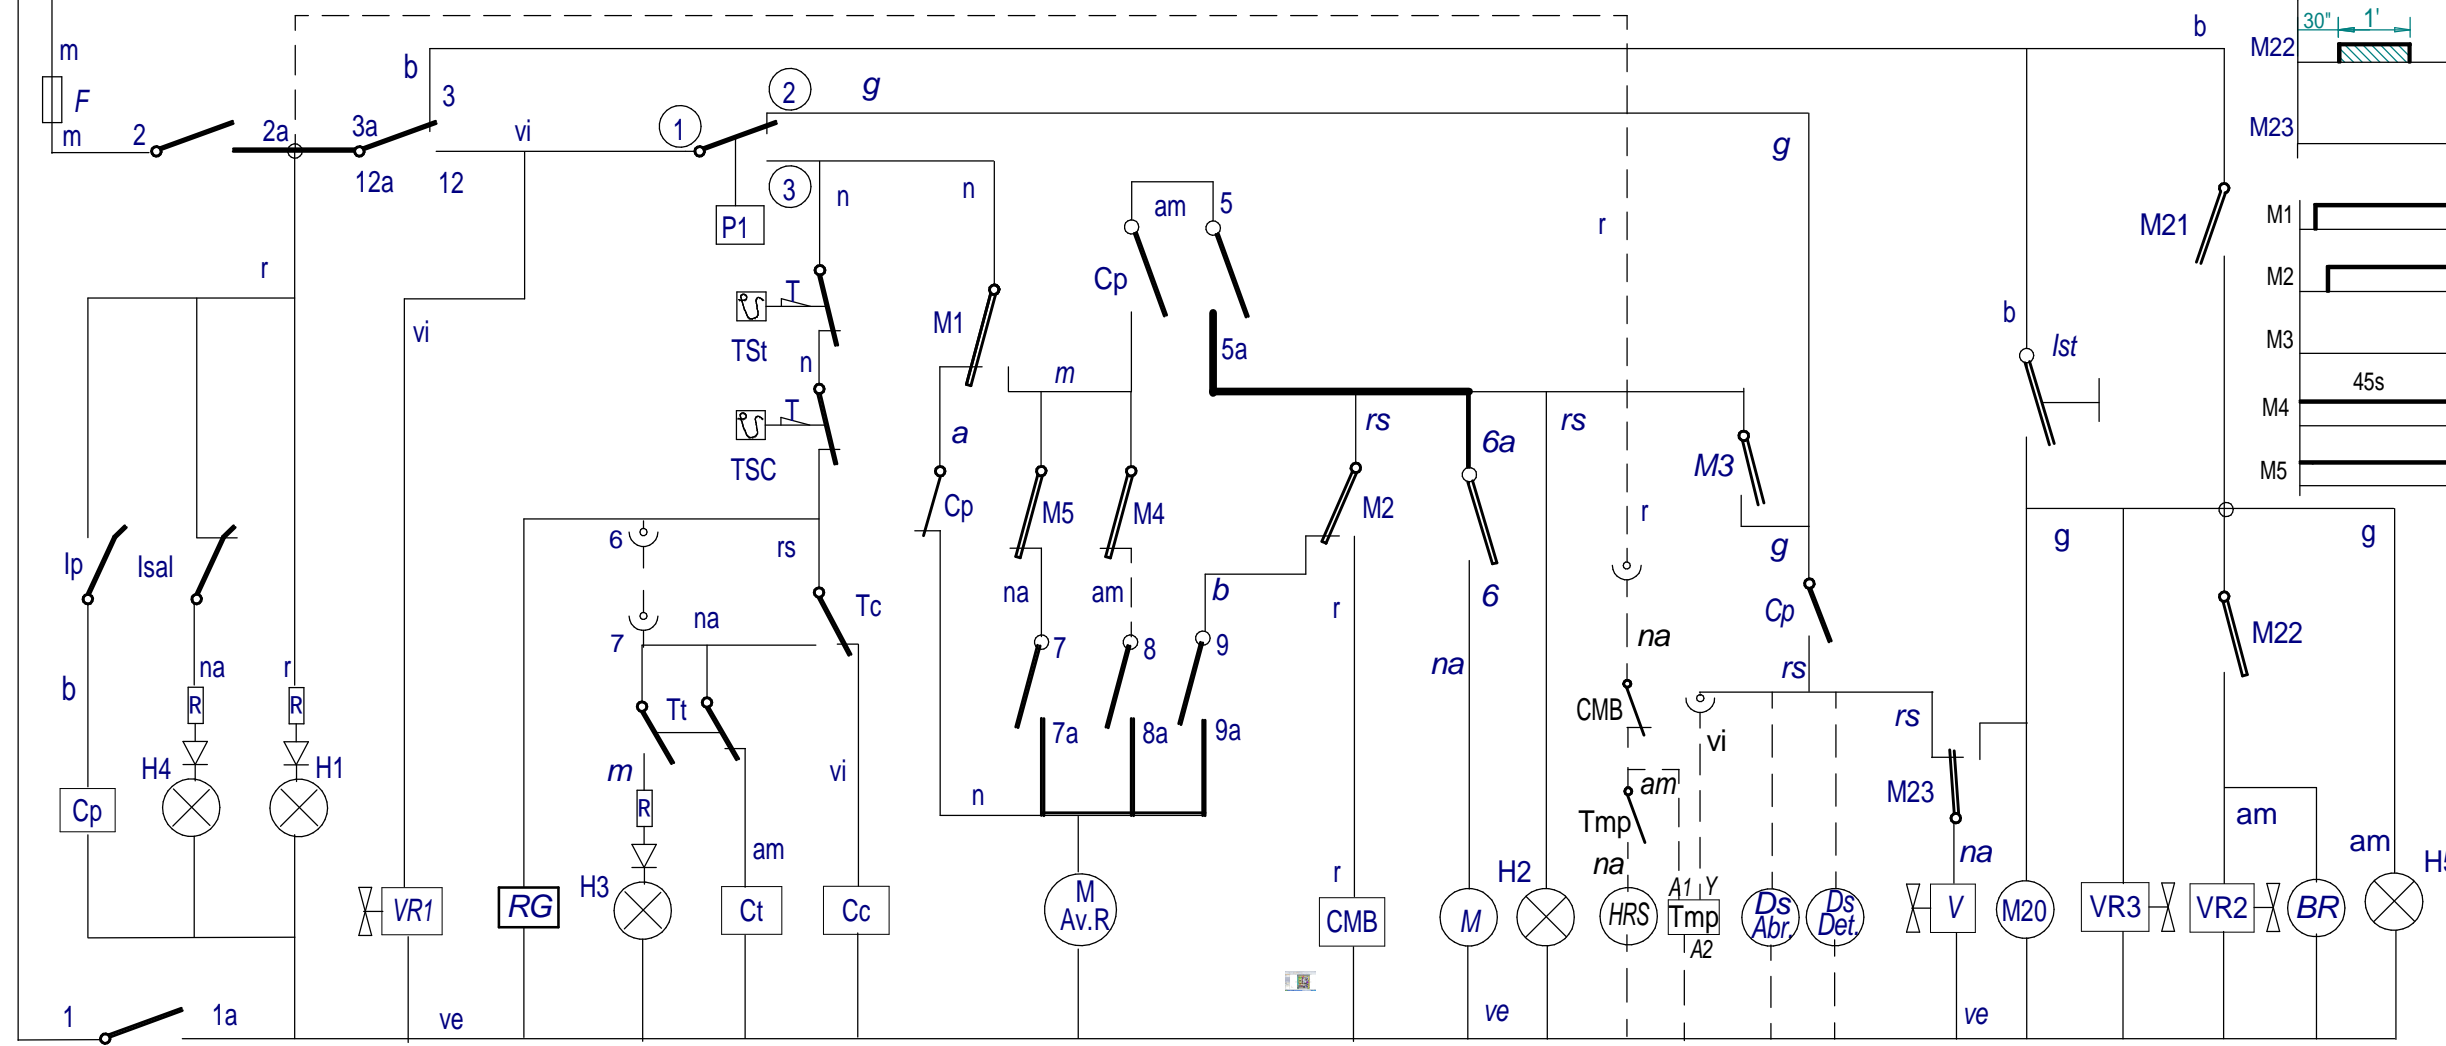 30" 1'
b
M22
m
b
F
3
2
g
m
2
2a
3a
vi
1
M23
g
12a
12
3
n
n
am
5
M1
P1
r
M21
r
Cp
M2
T
b
vi
M1
TSt
5a
Ist
M3
n
m
45s
T
rs
rs
M4
a
6a
TSC
M3
M5
Cp
M5
M4
M2
6
rs
g
g
g
r
Ip
Isal
Tc
na
am
b
r
6
Cp
7
na
7
8
9
na
M22
na
r
na
rs
b
R
R
Tt
CMB
rs
7a
8a
9a
vi
H4
H1
m
vi
am
M23
Cp
R
n
Tmp
am
am
am
na
na
H3
r
H2
A1
Y
H5
VR1
RG
Ct
Cc
M
Av.R
CMB
M
HRS
Tmp
Ds
Abr.
Ds
Det.
V
M20
VR3
VR2
BR
A2
1
1a
ve
ve
ve